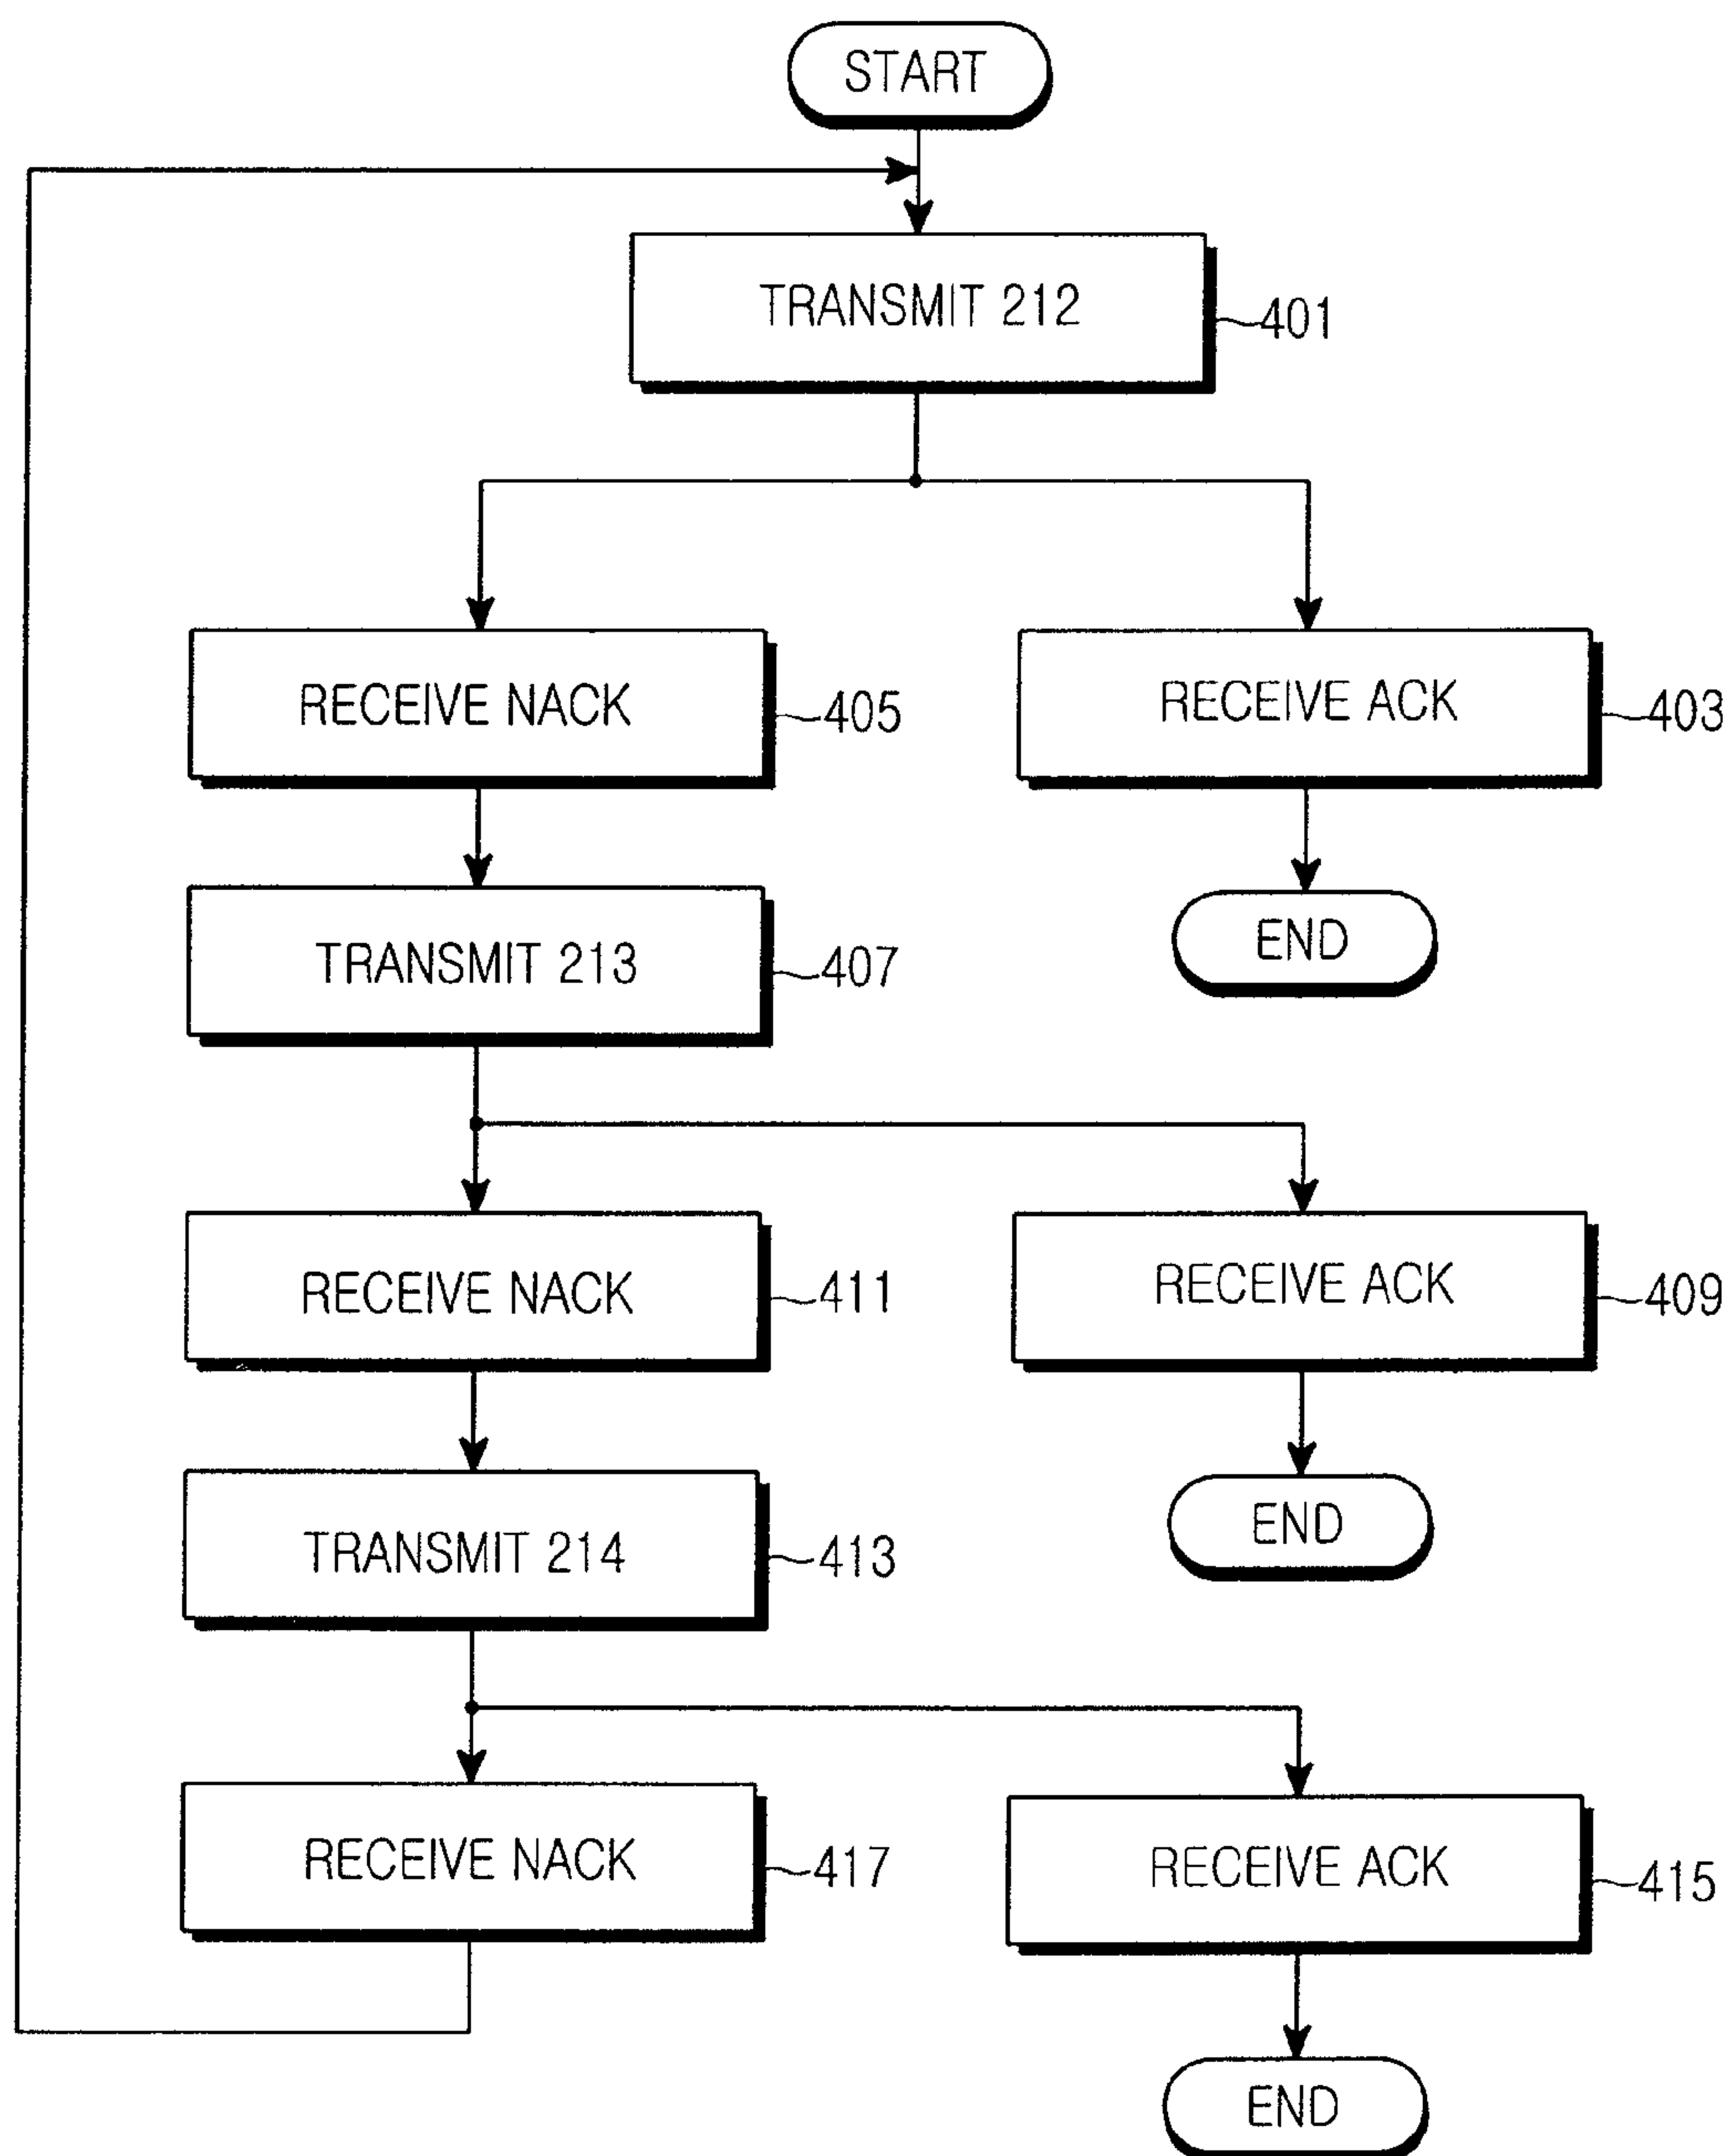 START
TRANSMIT 212
401
RECEIVE NACK
405
RECEIVE ACK
403
TRANSMIT 213
407
END
RECEIVE NACK
411
RECEIVE ACK
409
TRANSMIT 214
413
END
RECEIVE NACK
417
RECEIVE ACK
415
END